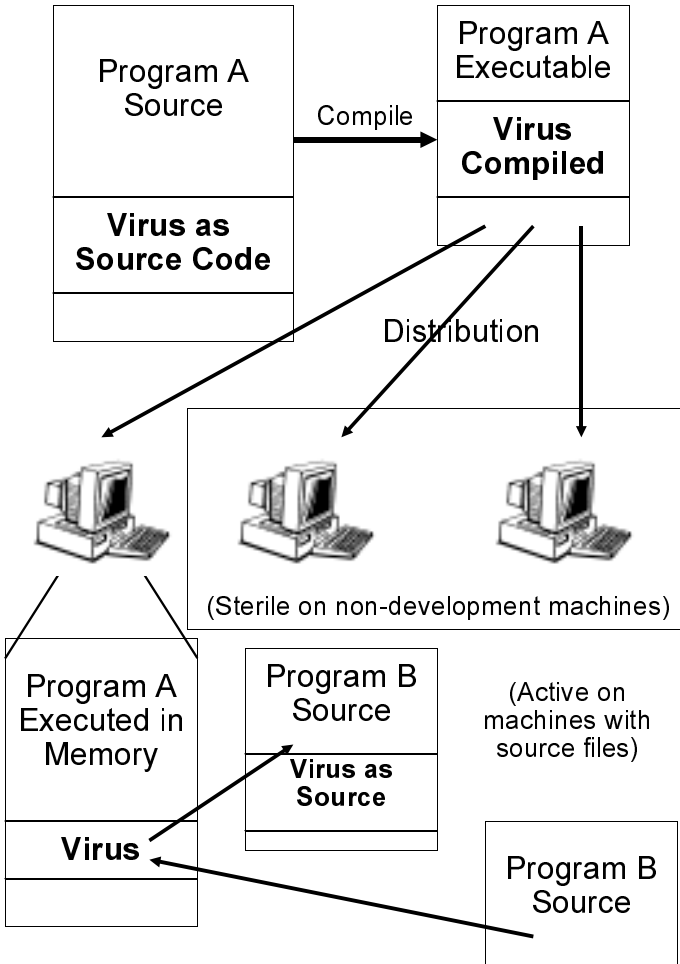 Program A
Source
Virus as
Source Code
Compile
Program A
Executable
Virus
Compiled
Distribution
(Sterile on non-development machines)
Program A
Executed in
Memory
Virus
Program B
Source
Virus as
Source
(Active on
machines with
source files)
Program B
Source